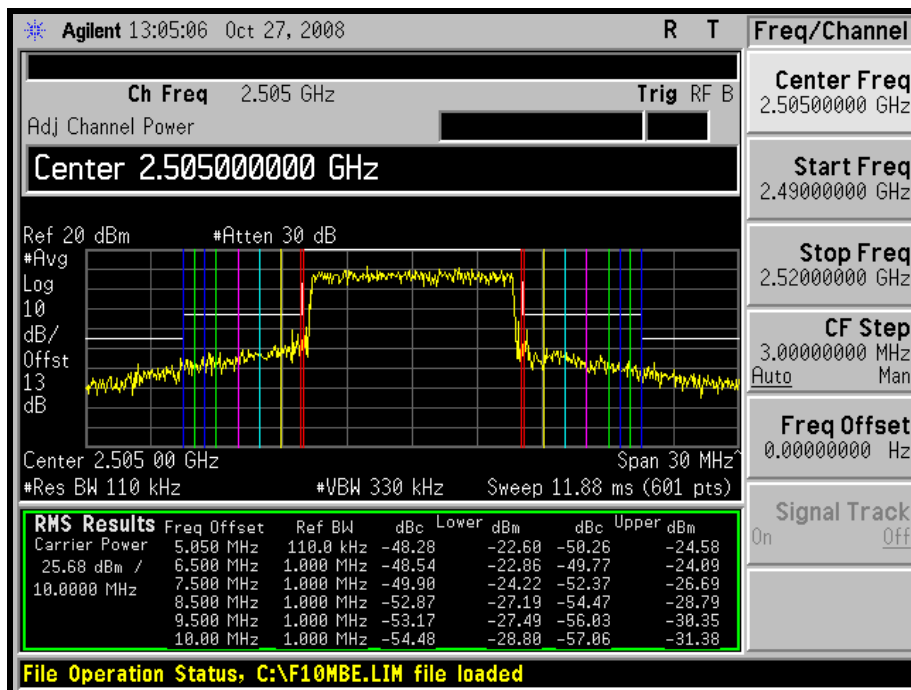 Agilent 13:05:06 Oct 27, 2008 R T
Freq/Channel
Ch Freq 2.505 GHz Trig RF B
Adj Channel Power
Center 2.505000000 GHz
Ref 20 dBm #Atten 30 dB
#Avg
Log
10
dB/
Offst
13
dB
Center 2.505 00 GHz Span 30 MHz^
#Res BW 110 kHz #VBW 330 kHz Sweep 11.88 ms (601 pts)
RMS Results Freq Offset Ref BW dBc Lower dBm dBc Upper dBm
Carrier Power 5.050 MHz 110.0 kHz -48.28 -22.60 -50.26 -24.58
25.68 dBm / 6.500 MHz 1.000 MHz -48.54 -22.86 -49.77 -24.09
10.0000 MHz 7.500 MHz 1.000 MHz -49.90 -24.22 -52.37 -26.69
8.500 MHz 1.000 MHz -52.87 -27.19 -54.47 -28.79
9.500 MHz 1.000 MHz -53.17 -27.49 -56.03 -30.35
10.00 MHz 1.000 MHz -54.48 -28.80 -57.06 -31.38
File Operation Status, C:\F10MBE.LIM file loaded
Center Freq
2.50500000 GHz
Start Freq
2.49000000 GHz
Stop Freq
2.52000000 GHz
CF Step
3.00000000 MHz
Auto Man
Freq Offset
0.00000000 Hz
Signal Track
On Off